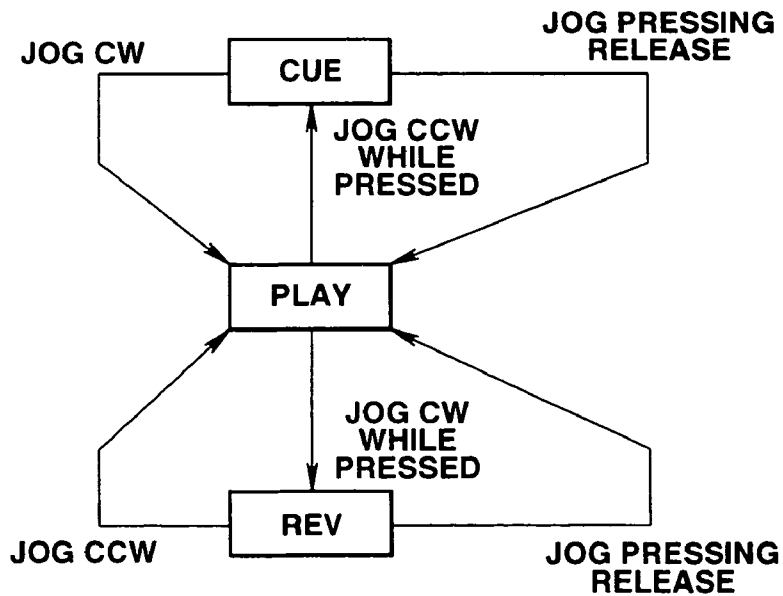 JOG CW
CUE
JOG PRESSING
RELEASE
JOG CCW
WHILE
PRESSED
PLAY
JOG CW
WHILE
PRESSED
REV
JOG CCW
JOG PRESSING
RELEASE